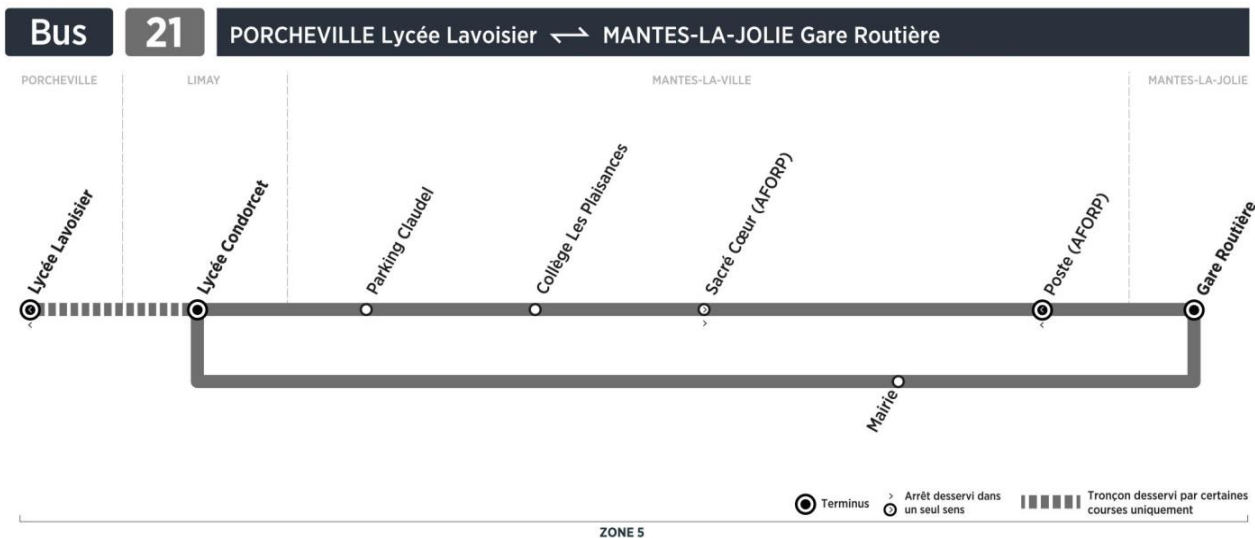 Bus
21
PORCHEVILLE Lycée Lavoisier ⇌ MANTES-LA-JOLIE Gare Routière
PORCHEVILLE
LIMAY
MANTES-LA-VILLE
MANTES-LA-JOLIE
Lycée Lavoisier
Lycée Condorcet
Parking Claudel
Collège Les Plaisances
Sacré Cœur (AFORP)
Poste (AFORP)
Gare Routière
Mairie
Terminus
Arrêt desservi dans
un seul sens
Tronçon desservi par certaines
courses uniquement
ZONE 5